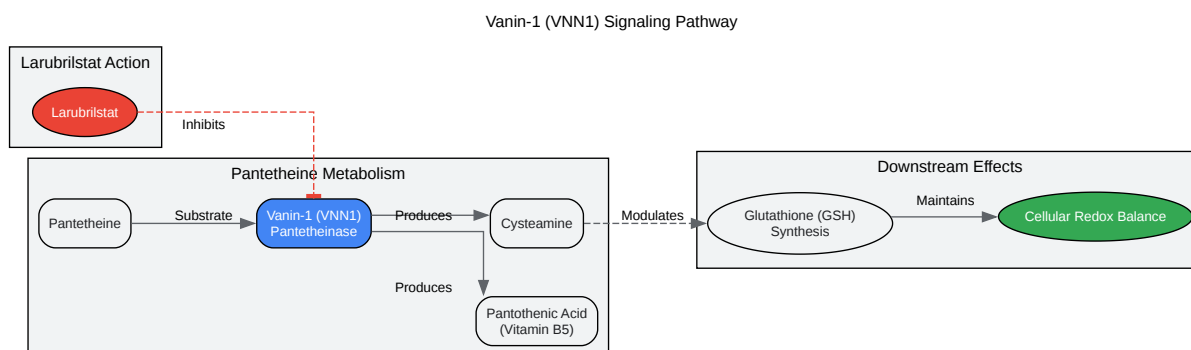 Vanin-1 (VNN1) Signaling Pathway
Larubrilstat Action
Larubrilstat
Inhibits
Pantetheine Metabolism
Pantetheine
Substrate
Vanin-1 (VNN1)
Pantetheinase
Produces
Cysteamine
Produces
Pantothenic Acid
(Vitamin B5)
Modulates
Downstream Effects
Glutathione (GSH)
Synthesis
Maintains
Cellular Redox Balance